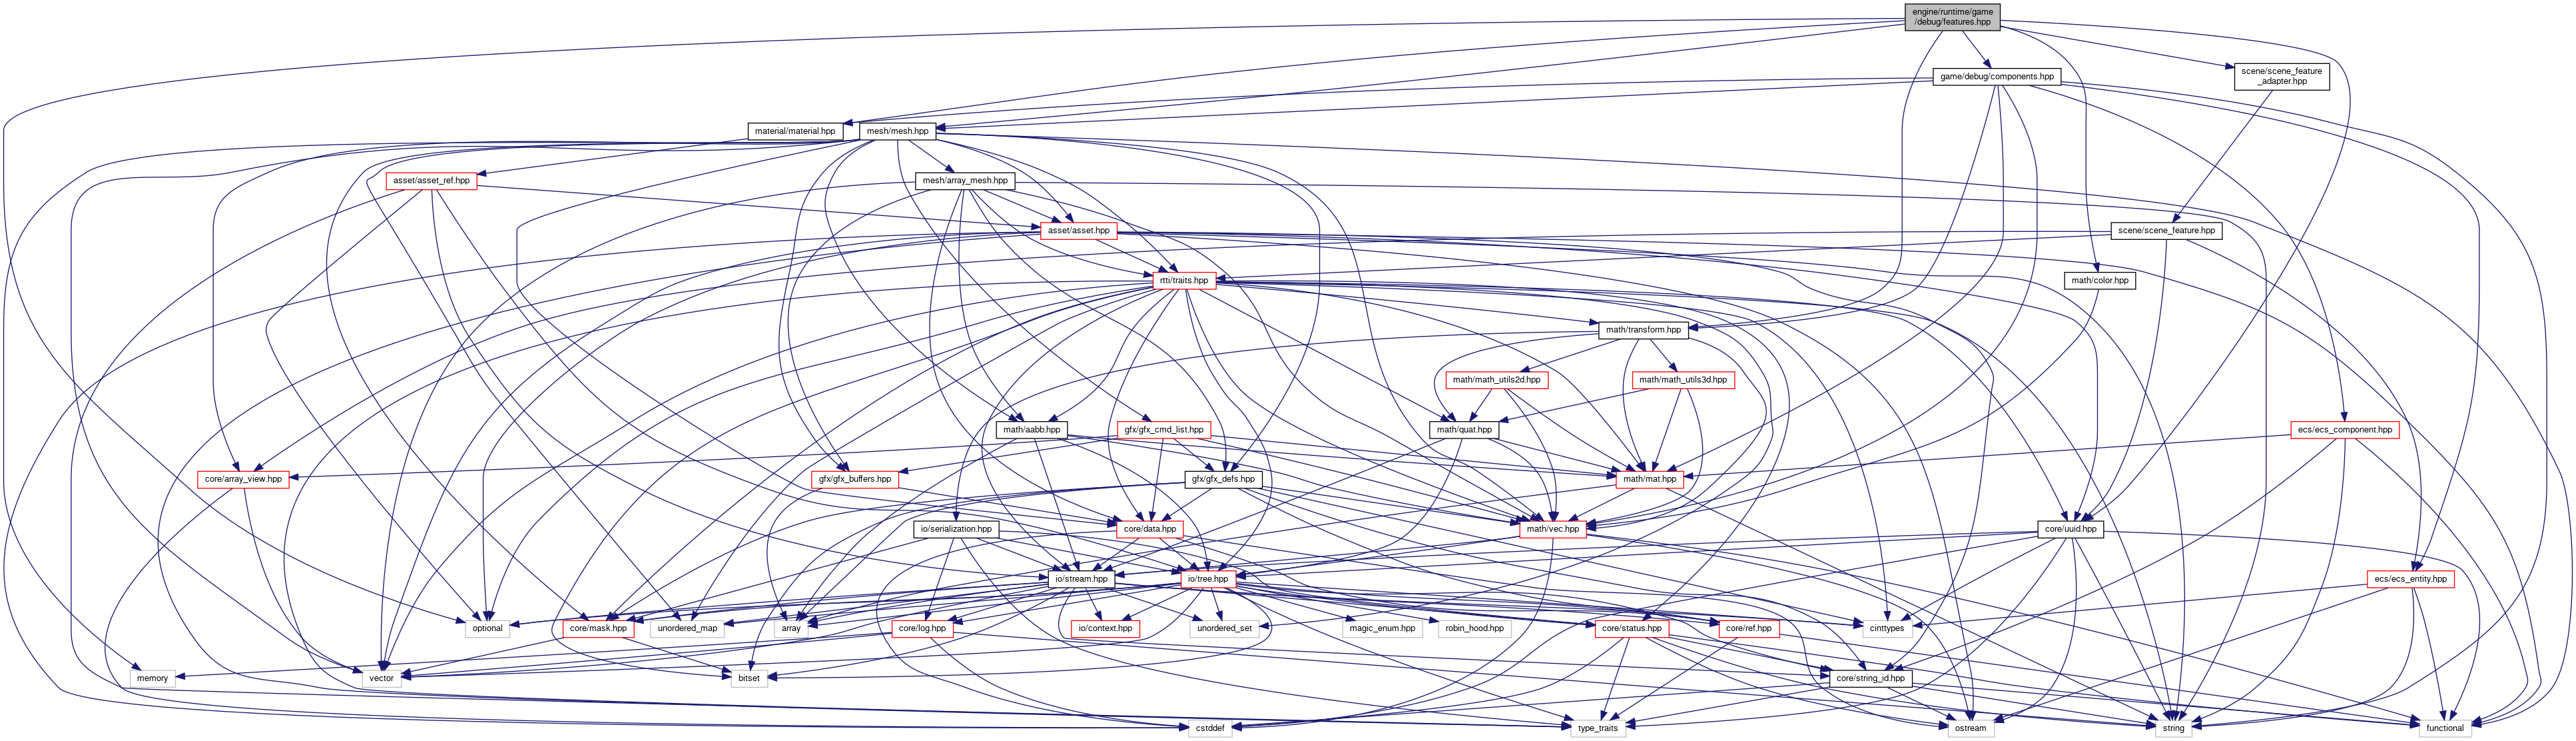 engine/runtime/game
/debug/features.hpp
scene/scene_feature
_adapter.hpp
game/debug/components.hpp
material/material.hpp
mesh/mesh.hpp
asset/asset_ref.hpp
mesh/array_mesh.hpp
asset/asset.hpp
scene/scene_feature.hpp
rtti/traits.hpp
math/color.hpp
math/transform.hpp
math/math_utils2d.hpp
math/math_utils3d.hpp
math/aabb.hpp
gfx/gfx_cmd_list.hpp
math/quat.hpp
ecs/ecs_component.hpp
core/array_view.hpp
gfx/gfx_buffers.hpp
gfx/gfx_defs.hpp
math/mat.hpp
io/serialization.hpp
core/data.hpp
math/vec.hpp
core/uuid.hpp
io/stream.hpp
io/tree.hpp
ecs/ecs_entity.hpp
optional
core/mask.hpp
unordered_map
array
core/log.hpp
io/context.hpp
unordered_set
core/status.hpp
magic_enum.hpp
core/ref.hpp
robin_hood.hpp
cinttypes
memory
vector
bitset
core/string_id.hpp
cstddef
type_traits
ostream
string
functional